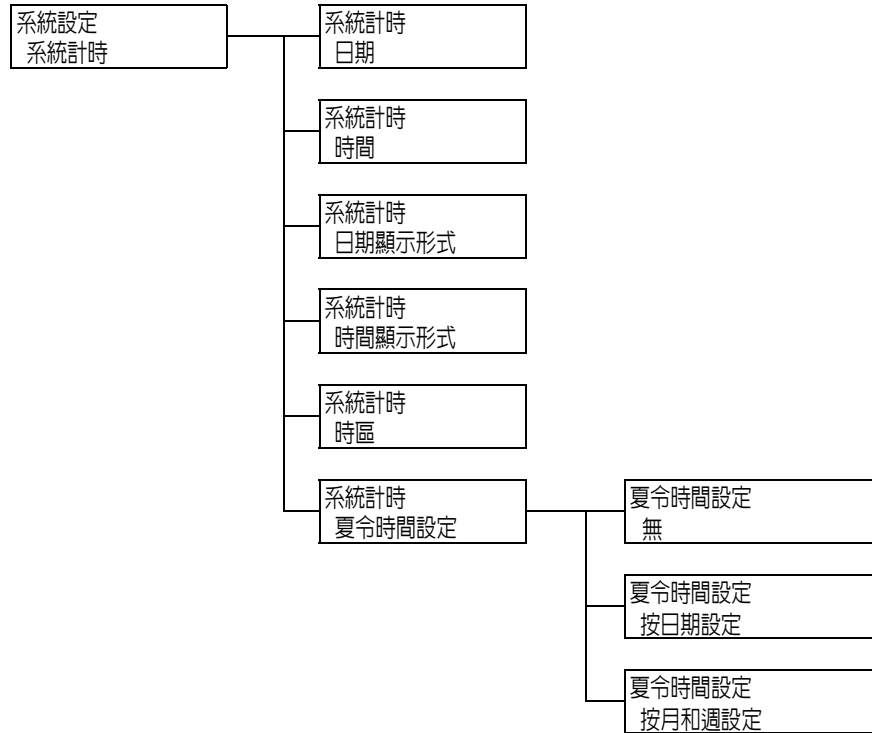 系統設定
系統計時
系統計時
日期
系統計時
時間
系統計時
日期顯示形式
系統計時
時間顯示形式
系統計時
時區
系統計時
夏令時間設定
夏令時間設定
無
夏令時間設定
按日期設定
夏令時間設定
按月和週設定